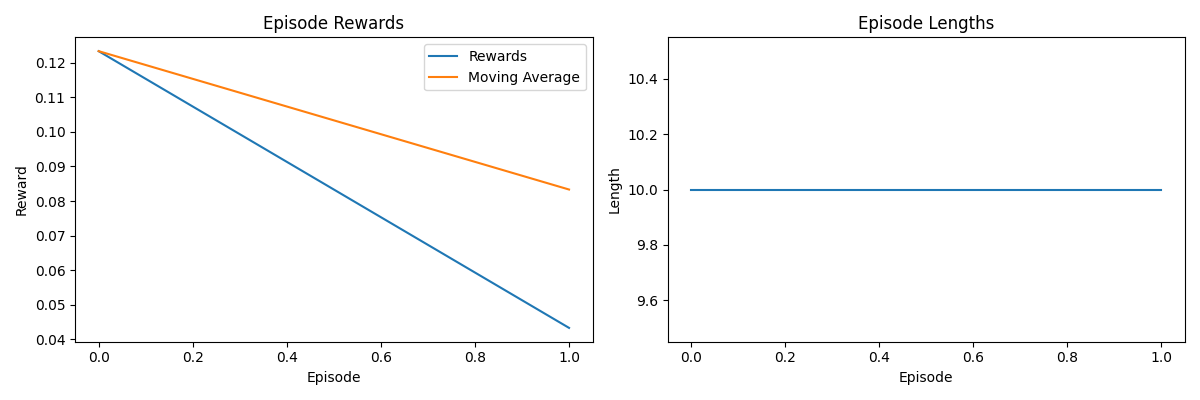 Episode Rewards
Rewards
Moving Average
0.12
0.11
0.10
0.09
0.08
0.07
0.06
0.05
0.04
Reward
0.0 0.2 0.4 0.6 0.8 1.0
Episode
Episode Lengths
10.4
10.2
10.0
9.8
9.6
Length
0.0 0.2 0.4 0.6 0.8 1.0
Episode